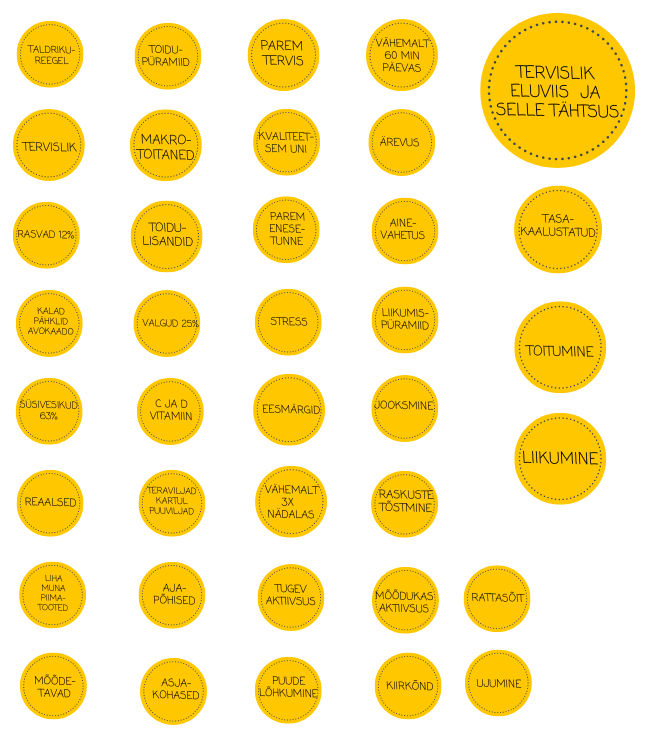 TALDRIKU-
REEGEL
TOIDU-
PÜRAMIID
PAREM
TERVIS
VÄHEMALT
60 MIN
PÄEVAS
TERVISLIK
ELUVIIS JA
SELLE TÄHTSUS
TERVISLIK
MAKRO-
TOITANED
KVALITEET-
SEM UNI
ÄREVUS
RASVAD 12%
TOIDU-
LISANDID
PAREM
ENESE-
TUNNE
AINE-
VAHETUS
TASA-
KAALUSTATUD
KALAD
PÄHKLID
AVOKAADO
VALGUD 25%
STRESS
LIIKUMIS-
PÜRAMIID
TOITUMINE
SÜSIVESIKUD
63%
C JA D
VITAMIIN
EESMÄRGID
JOOKSMINE
LIIKUMINE
REAALSED
TERAVILJAD
KARTUL
PUUVILJAD
VÄHEMALT
3X
NÄDALAS
RASKUSTE
TÕSTMINE
LIHA
MUNA
PIIMA-
TOOTED
AJA-
PÕHISED
TUGEV
AKTIIVSUS
MÕÕDUKAS
AKTIIVSUS
RATTASÕIT
MÕÕDE-
TAVAD
ASJA-
KOHASED
PUUDE
LÕHKUMINE
KIIRKÕND
UJUMINE